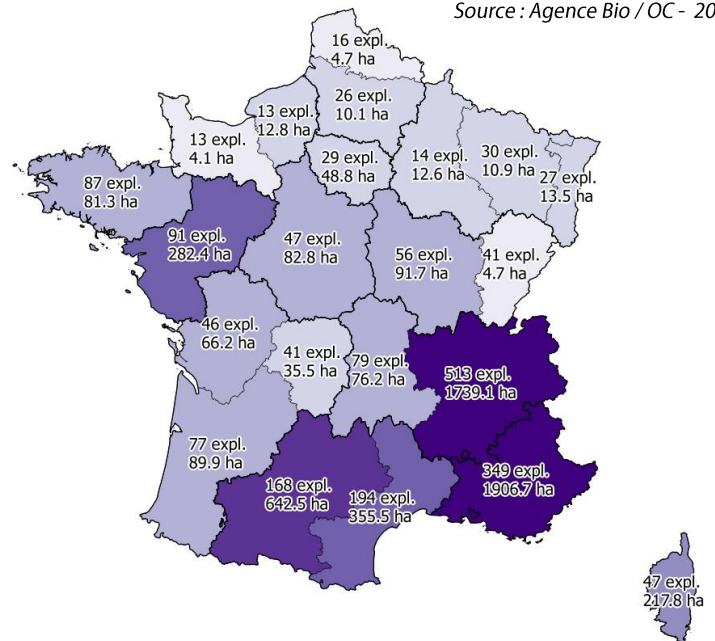 Source : Agence Bio / OC - 20
16 expl.
4.7 ha
26 expl.
10.1 ha
13 expl.
12.8 ha
13 expl.
4.1 ha
29 expl.
48.8 ha
14 expl.
12.6 ha
30 expl.
10.9 ha
27 expl.
13.5 ha
87 expl.
81.3 ha
91 expl.
282.4 ha
47 expl.
82.8 ha
56 expl.
91.7 ha
41 expl.
4.7 ha
46 expl.
66.2 ha
41 expl.
35.5 ha
79 expl.
76.2 ha
513 expl.
1739.1 ha
77 expl.
89.9 ha
168 expl.
642.5 ha
194 expl.
355.5 ha
349 expl.
1906.7 ha
47 expl.
217.8 ha